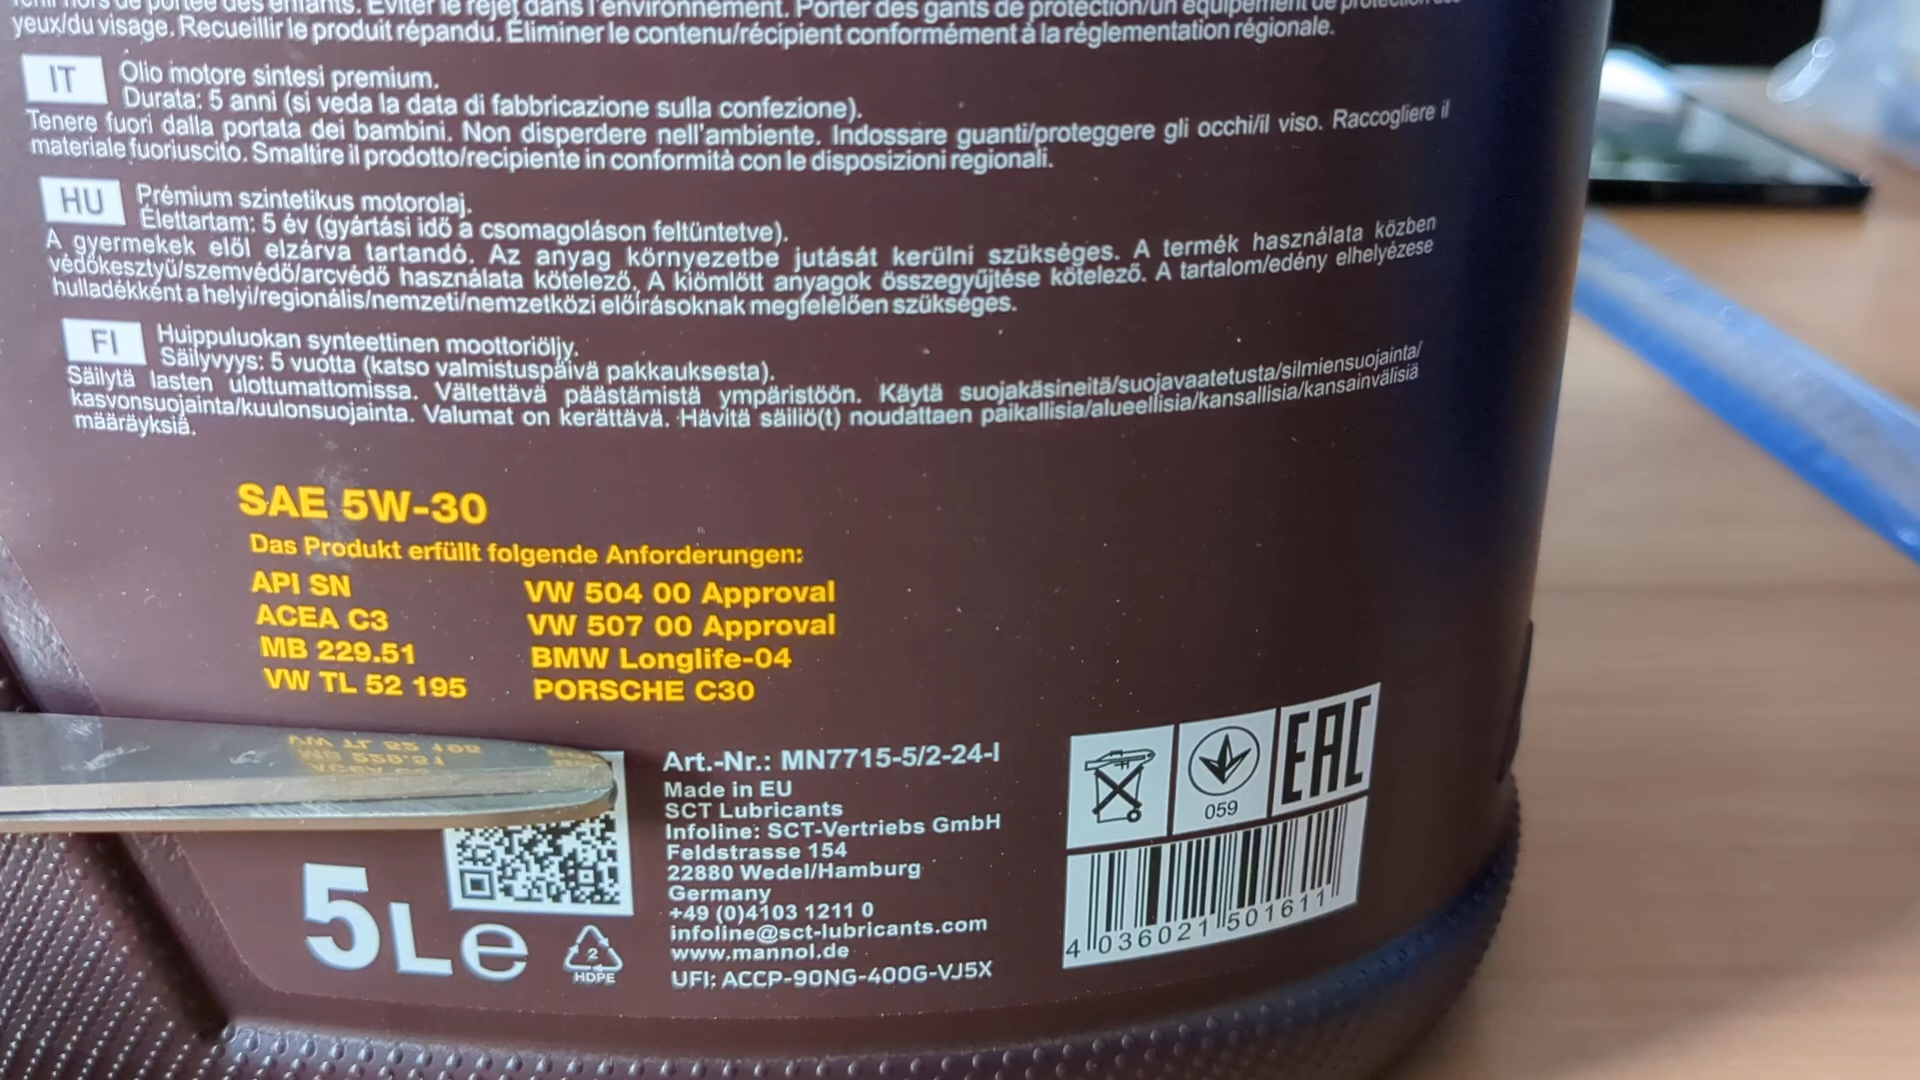 yeux/du visage. Recueillir le produit répandu. Éliminer le contenu/récipient conformément à la réglementation régionale.
IT Olio motore sintesi premium.
Durata: 5 anni (si veda la data di fabbricazione sulla confezione).
Tenere fuori dalla portata dei bambini. Non disperdere nell'ambiente. Indossare guanti/proteggere gli occhi/il viso. Raccogliere il
materiale fuoriuscito. Smaltire il prodotto/recipiente in conformità con le disposizioni regionali.
HU Prémium szintetikus motorolaj.
Élettartam: 5 év (gyártási idő a csomagoláson feltüntetve).
A gyermekek elől elzárva tartandó. Az anyag környezetbe jutását kerülni szükséges. A termék használata közben
védőkesztyű/szemvédő/arcvédő használata kötelező. A kiömlött anyagok összegyűjtése kötelező. A tartalom/edény elhelyézese
hulladékként a helyi/regionális/nemzeti/nemzetközi előírásoknak megfelelően szükséges.
FI Huippuluokan synteettinen moottoriöljy.
Säilyvyys: 5 vuotta (katso valmistuspäivä pakkauksesta).
Säilytä lasten ulottumattomissa. Vältettävä päästämistä ympäristöön. Käytä suojakäsineitä/suojavaatetusta/silmiensuojainta/
kasvonsuojainta/kuulonsuojainta. Valumat on kerättävä. Hävitä säiliö(t) noudattaen paikallisia/alueellisia/kansallisia/kansainvälisiä
määräyksiä.
SAE 5W-30
Das Produkt erfüllt folgende Anforderungen:
API SN
ACEA C3
MB 229.51
VW TL 52 195
VW 504 00 Approval
VW 507 00 Approval
BMW Longlife-04
PORSCHE C30
Art.-Nr.: MN7715-5/2-24-I
Made in EU
SCT Lubricants
Infoline: SCT-Vertriebs GmbH
Feldstrasse 154
22880 Wedel/Hamburg
Germany
+49 (0)4103 1211 0
infoline@sct-lubricants.com
www.mannol.de
UFI: ACCP-90NG-400G-VJ5X
5L e
2
HDPE
059
EAC
4 036021 501611